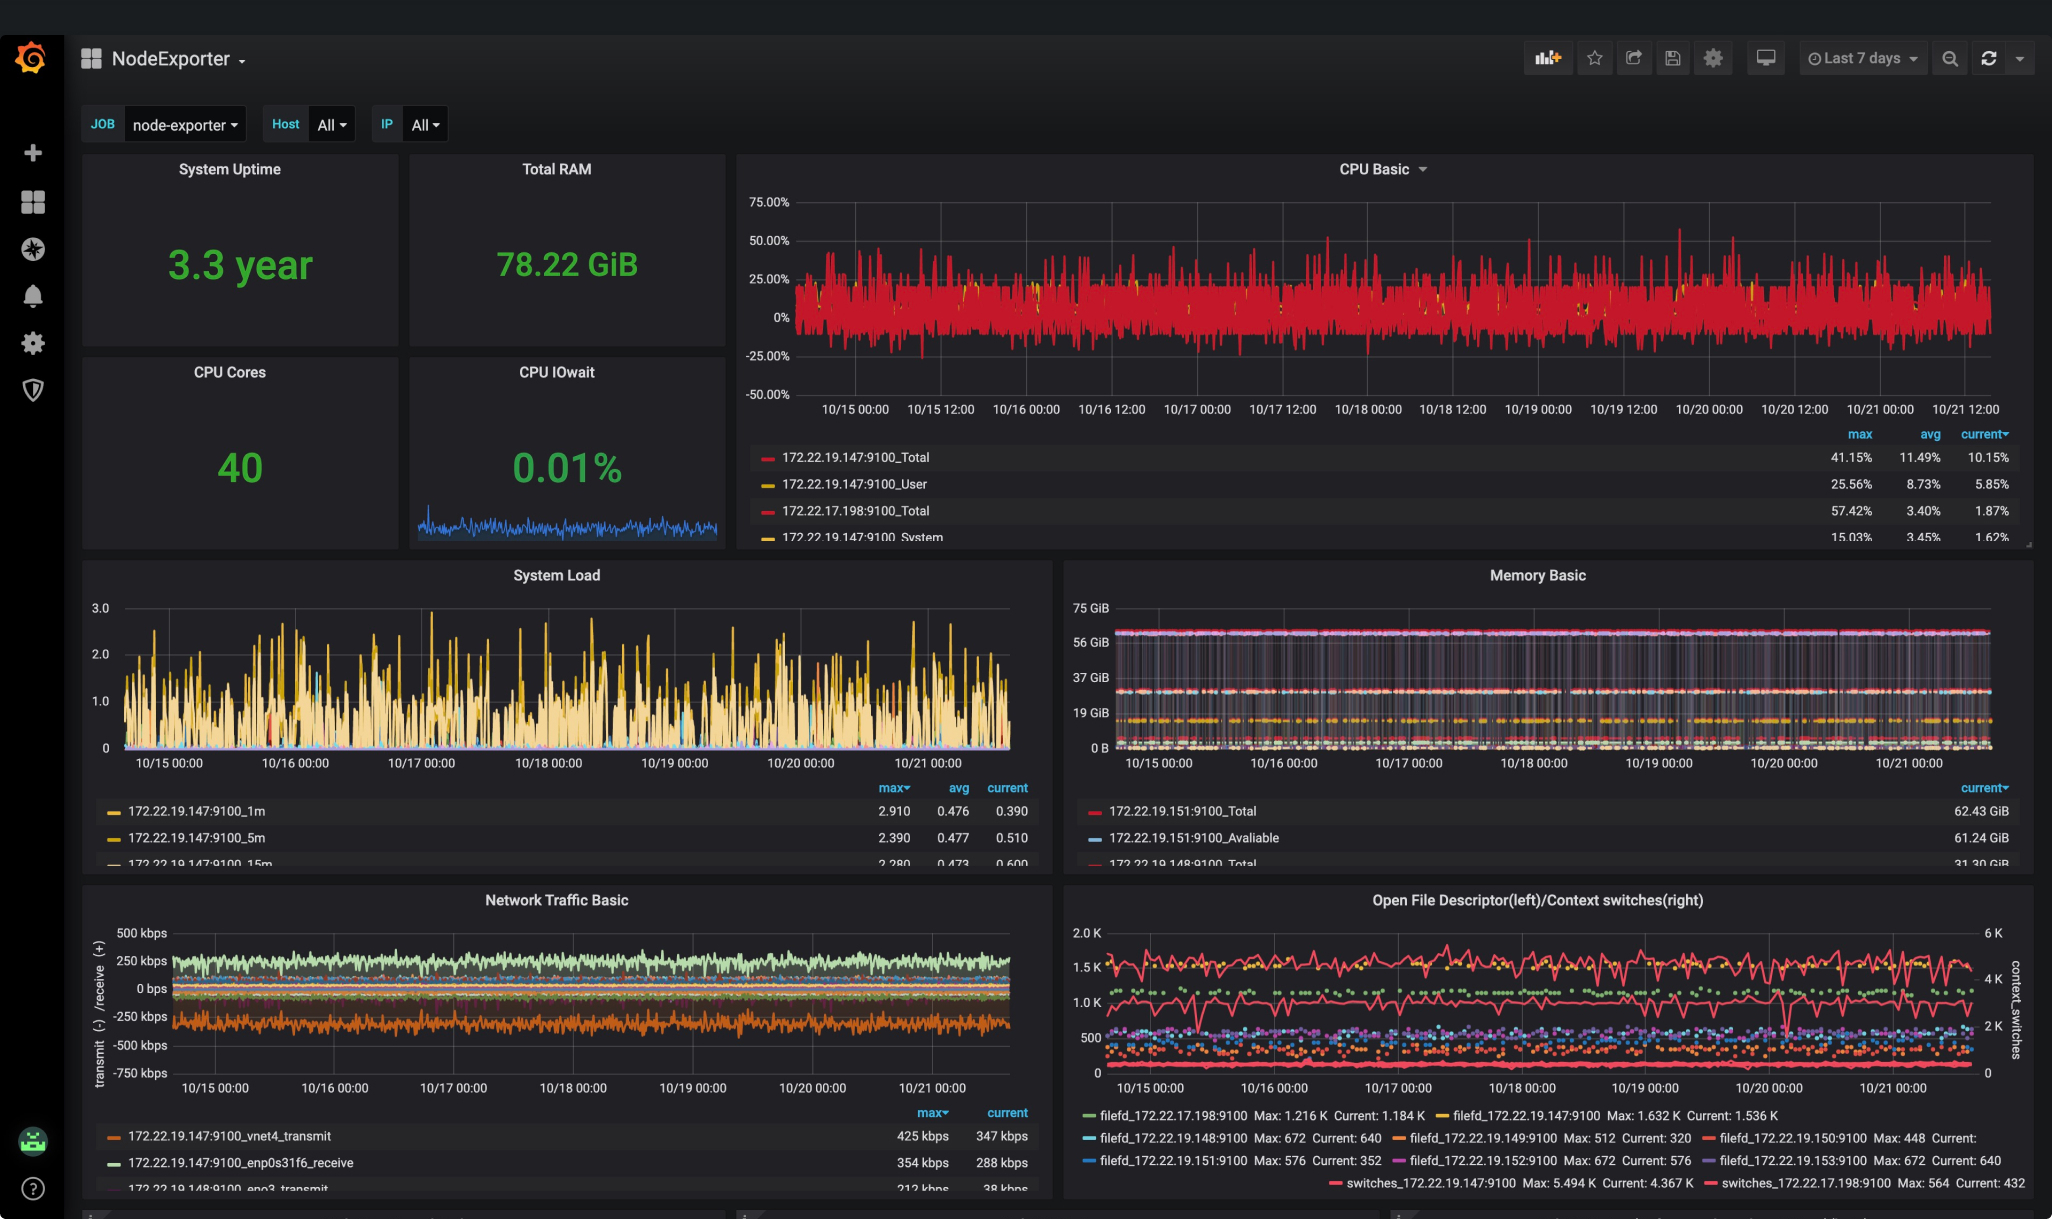 NodeExporter
Last 7 days
JOB node-exporter Host All IP All
System Uptime
3.3 year
Total RAM
78.22 GiB
CPU Cores
40
CPU IOwait
0.01%
CPU Basic
75.00%
50.00%
25.00%
0%
-25.00%
-50.00%
10/15 00:00 10/15 12:00 10/16 00:00 10/16 12:00 10/17 00:00 10/17 12:00 10/18 00:00 10/18 12:00 10/19 00:00 10/19 12:00 10/20 00:00 10/20 12:00 10/21 00:00 10/21 12:00
max avg current
172.22.19.147:9100_Total 41.15% 11.49% 10.15%
172.22.19.147:9100_User 25.56% 8.73% 5.85%
172.22.17.198:9100_Total 57.42% 3.40% 1.87%
172.22.19.147:9100_System 15.03% 3.45% 1.62%
System Load
3.0
2.0
1.0
0
10/15 00:00 10/16 00:00 10/17 00:00 10/18 00:00 10/19 00:00 10/20 00:00 10/21 00:00
max avg current
172.22.19.147:9100_1m 2.910 0.476 0.390
172.22.19.147:9100_5m 2.390 0.477 0.510
172.22.19.147:9100_15m 2.280 0.473 0.600
Memory Basic
75 GiB
56 GiB
37 GiB
19 GiB
0 B
10/15 00:00 10/16 00:00 10/17 00:00 10/18 00:00 10/19 00:00 10/20 00:00 10/21 00:00
current
172.22.19.151:9100_Total 62.43 GiB
172.22.19.151:9100_Avaliable 61.24 GiB
172.22.19.148:9100_Total 31.30 GiB
Network Traffic Basic
transmit (-) /receive (+)
500 kbps
250 kbps
0 bps
-250 kbps
-500 kbps
-750 kbps
10/15 00:00 10/16 00:00 10/17 00:00 10/18 00:00 10/19 00:00 10/20 00:00 10/21 00:00
max current
172.22.19.147:9100_vnet4_transmit 425 kbps 347 kbps
172.22.19.147:9100_enp0s31f6_receive 354 kbps 288 kbps
172.22.19.148:9100_eno3_transmit 212 kbps 38 kbps
Open File Descriptor(left)/Context switches(right)
2.0 K
1.5 K
1.0 K
500
0
6 K
4 K
2 K
0
context_switches
10/15 00:00 10/16 00:00 10/17 00:00 10/18 00:00 10/19 00:00 10/20 00:00 10/21 00:00
filefd_172.22.17.198:9100 Max: 1.216 K Current: 1.184 K filefd_172.22.19.147:9100 Max: 1.632 K Current: 1.536 K
filefd_172.22.19.148:9100 Max: 672 Current: 640 filefd_172.22.19.149:9100 Max: 512 Current: 320 filefd_172.22.19.150:9100 Max: 448 Current:
filefd_172.22.19.151:9100 Max: 576 Current: 352 filefd_172.22.19.152:9100 Max: 672 Current: 576 filefd_172.22.19.153:9100 Max: 672 Current: 640
switches_172.22.19.147:9100 Max: 5.494 K Current: 4.367 K switches_172.22.17.198:9100 Max: 564 Current: 432